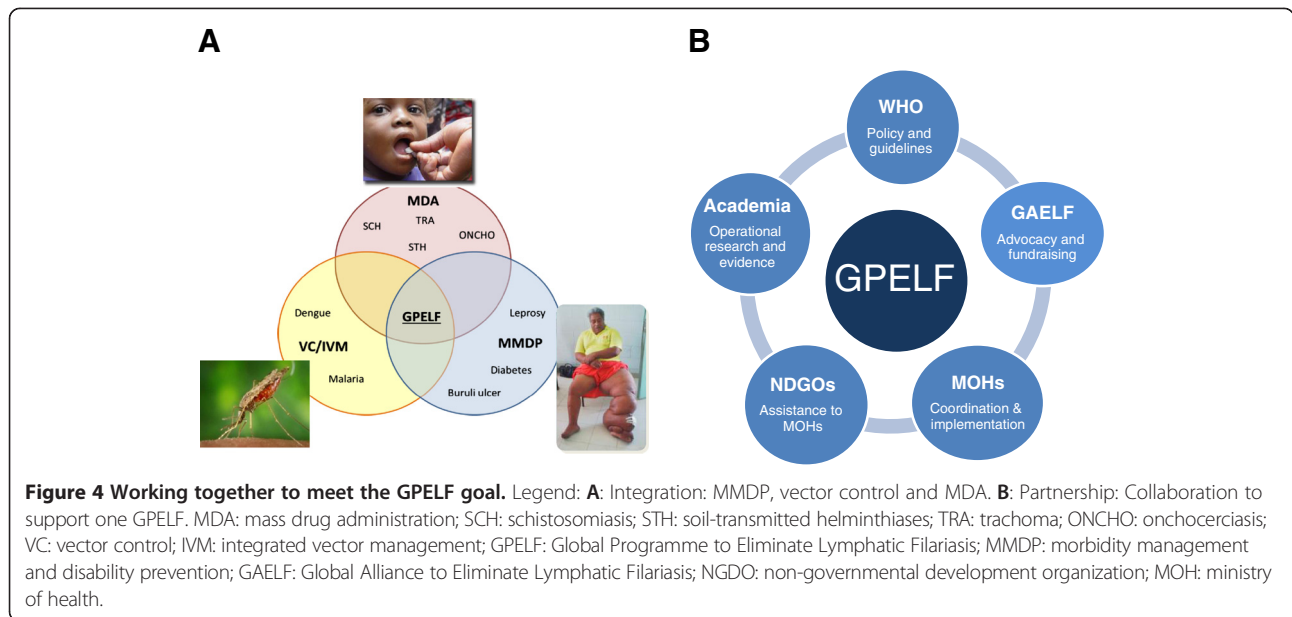 A
MDA
SCH
TRA
STH
ONCHO
Dengue
GPELF
Leprosy
VC/IVM
MMDP
Malaria
Diabetes
Buruli ulcer
B
WHO
Policy and
guidelines
Academia
Operational
research and
evidence
GAELF
Advocacy and
fundraising
GPELF
NDGOs
Assistance to
MOHs
MOHs
Coordination &
implementation
Figure 4 Working together to meet the GPELF goal. Legend: A: Integration: MMDP, vector control and MDA. B: Partnership: Collaboration to
support one GPELF. MDA: mass drug administration; SCH: schistosomiasis; STH: soil-transmitted helminthiases; TRA: trachoma; ONCHO: onchocerciasis;
VC: vector control; IVM: integrated vector management; GPELF: Global Programme to Eliminate Lymphatic Filariasis; MMDP: morbidity management
and disability prevention; GAELF: Global Alliance to Eliminate Lymphatic Filariasis; NGDO: non-governmental development organization; MOH: ministry
of health.